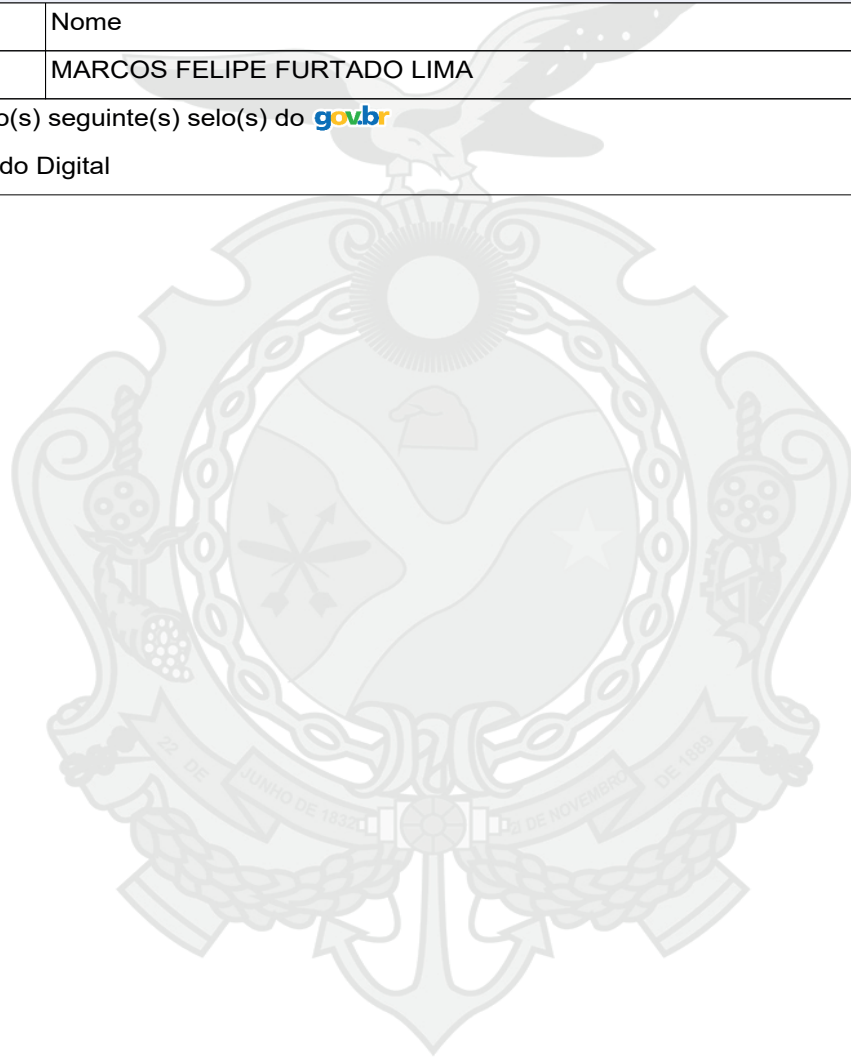 Nome
MARCOS FELIPE FURTADO LIMA
o(s) seguinte(s) selo(s) do gov.br
do Digital
22 DE JUNHO DE 1832
21 DE NOVEMBRO DE 1889